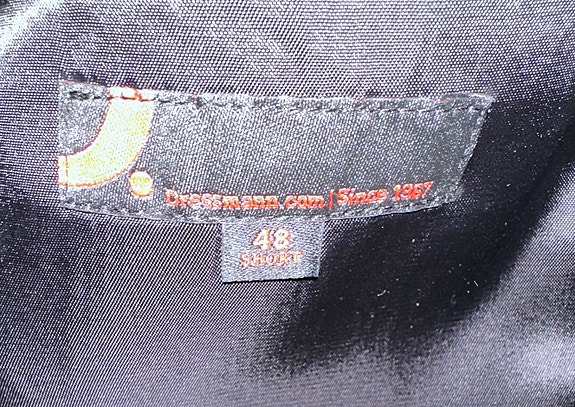 D.
Dressmann.com | Since 1967
48
SHORT